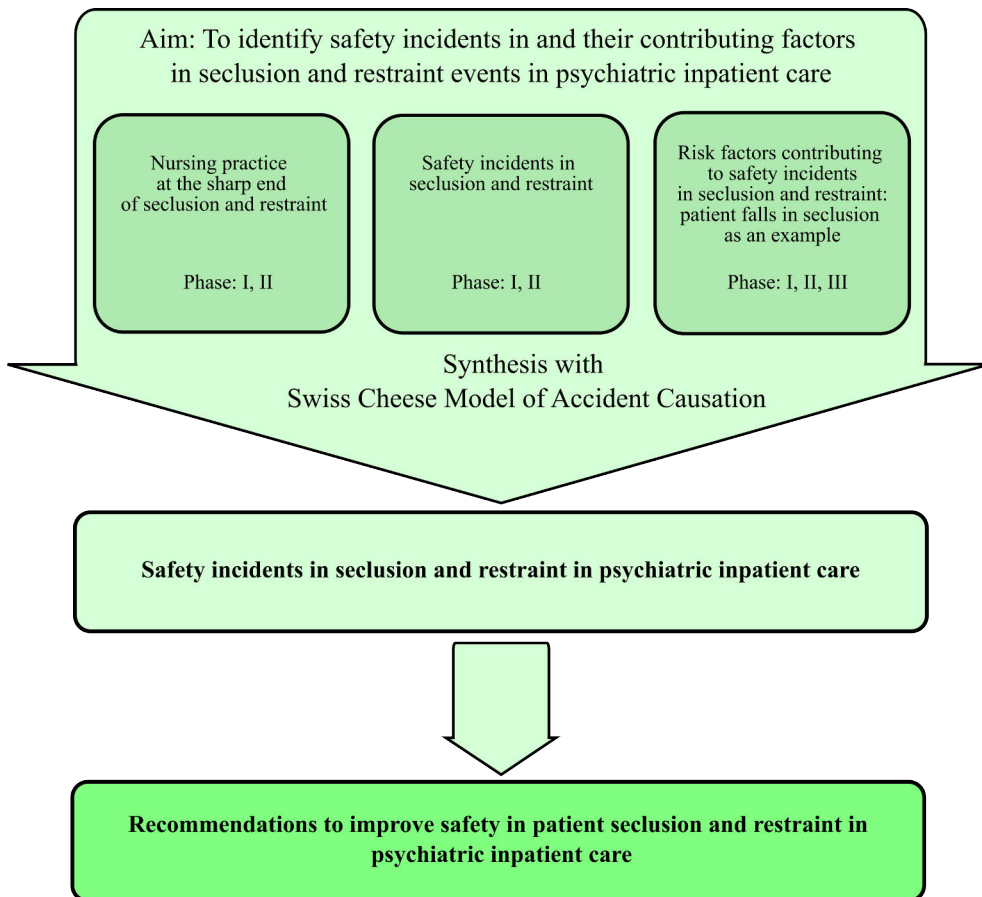 Aim: To identify safety incidents in and their contributing factors
in seclusion and restraint events in psychiatric inpatient care
Nursing practice
at the sharp end
of seclusion and restraint
Phase: I, II
Safety incidents in
seclusion and restraint
Phase: I, II
Risk factors contributing
to safety incidents
in seclusion and restraint:
patient falls in seclusion
as an example
Phase: I, II, III
Synthesis with
Swiss Cheese Model of Accident Causation
Safety incidents in seclusion and restraint in psychiatric inpatient care
Recommendations to improve safety in patient seclusion and restraint in
psychiatric inpatient care